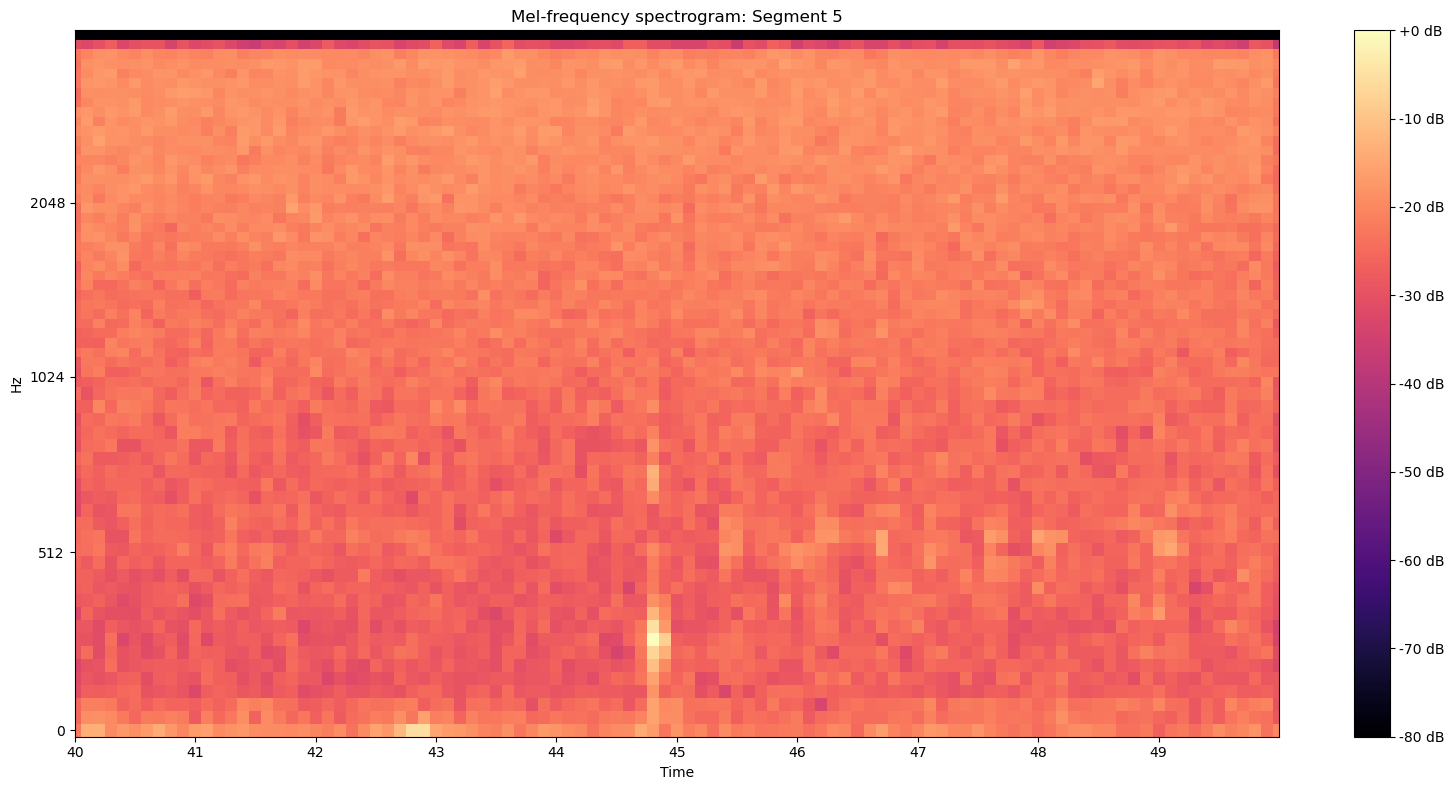 Mel-frequency spectrogram: Segment 5
Hz
2048
1024
512
0
40 41 42 43 44 45 46 47 48 49
Time
+0 dB
-10 dB
-20 dB
-30 dB
-40 dB
-50 dB
-60 dB
-70 dB
-80 dB